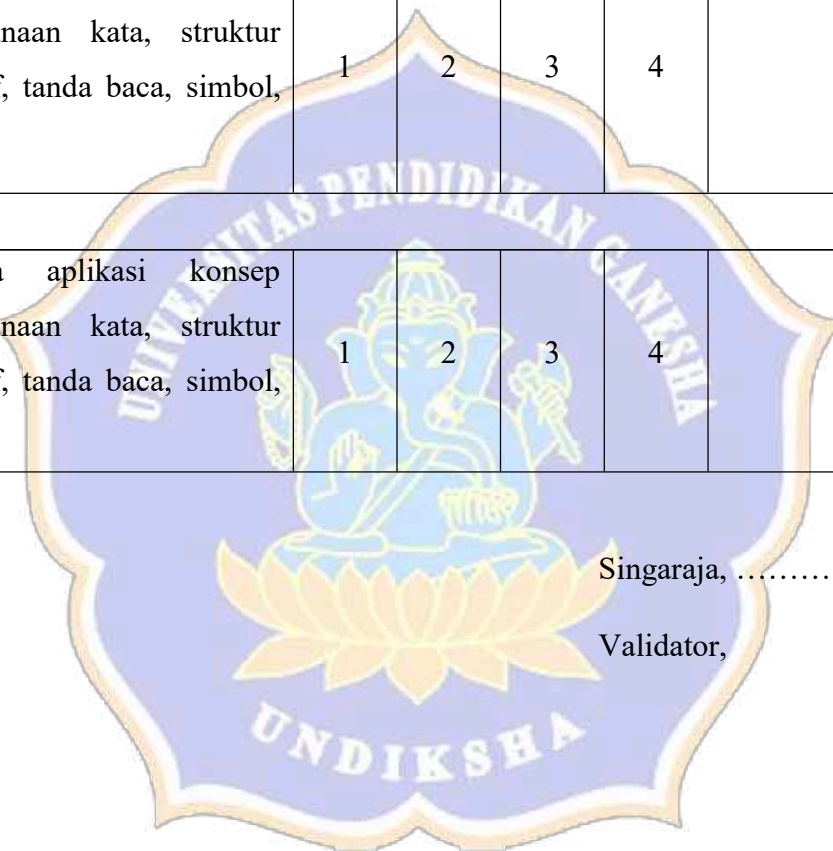 naan kata, struktur
, tanda baca, simbol,
1 2 3 4
UNIVERSITAS PENDIDIKAN GANESHA
aplikasi konsep
naan kata, struktur
, tanda baca, simbol,
1 2 3 4
Singaraja, .........
Validator,
UNDIKSHA